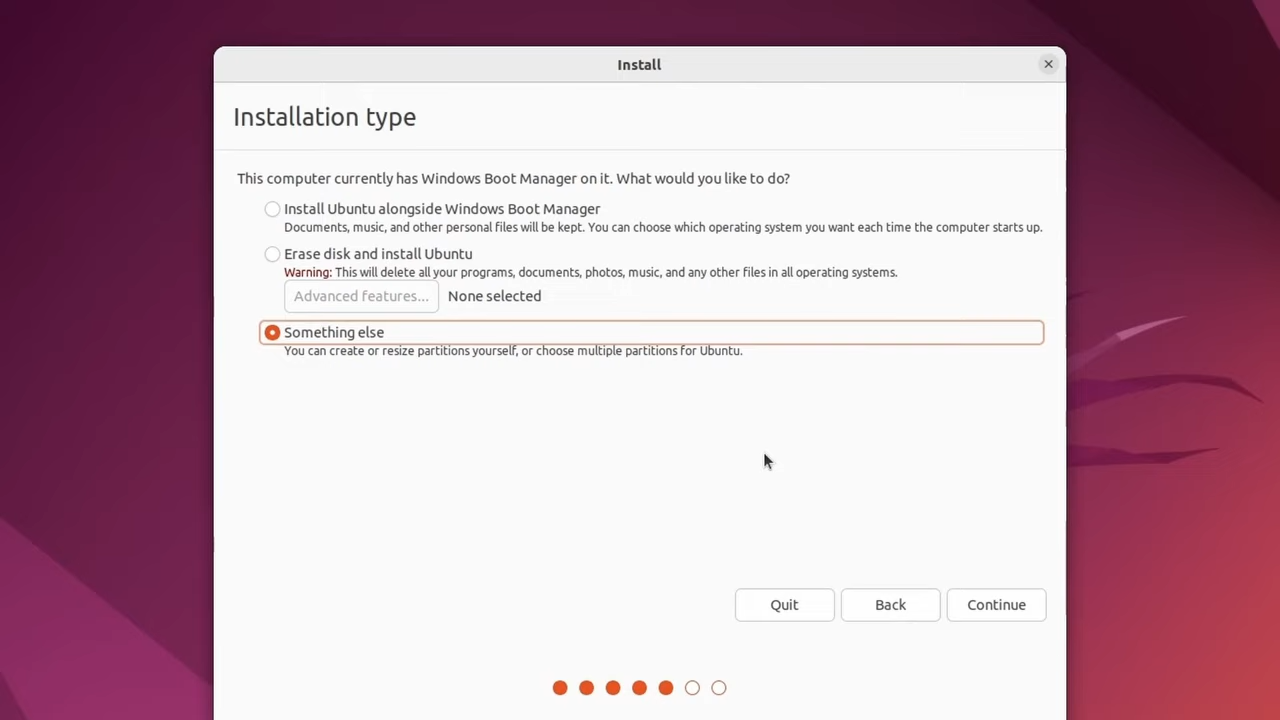 Install
Installation type
This computer currently has Windows Boot Manager on it. What would you like to do?
Install Ubuntu alongside Windows Boot Manager
Documents, music, and other personal files will be kept. You can choose which operating system you want each time the computer starts up.
Erase disk and install Ubuntu
Warning: This will delete all your programs, documents, photos, music, and any other files in all operating systems.
Advanced features... None selected
Something else
You can create or resize partitions yourself, or choose multiple partitions for Ubuntu.
Quit Back Continue